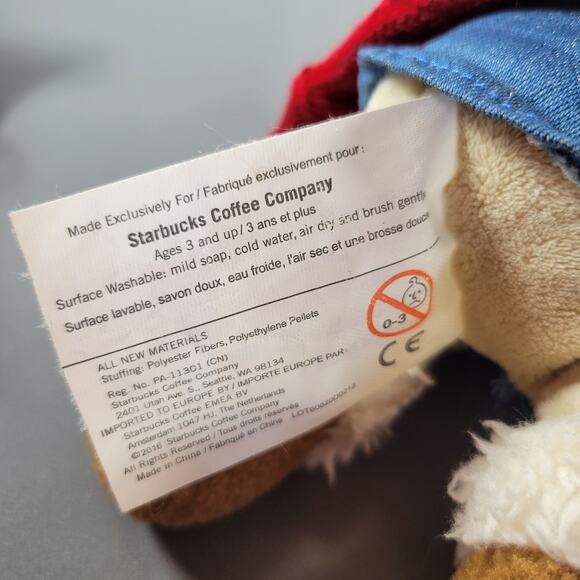 Made Exclusively For / Fabriqué exclusivement pour:
Starbucks Coffee Company
Ages 3 and up / 3 ans et plus
Surface Washable: mild soap, cold water, air dry and brush gently
Surface lavable, savon doux, eau froide, l'air sec et une brosse douce
0-3
CE
ALL NEW MATERIALS
Stuffing: Polyester Fibers, Polyethylene Pellets
Reg. No. PA-11301 (CN)
Starbucks Coffee Company
2401 Utah Ave. S., Seattle, WA 98134
IMPORTED TO EUROPE BY / IMPORTE EUROPE PAR:
Starbucks Coffee EMEA BV
Amsterdam 1047 HJ, The Netherlands
©2016 Starbucks Coffee Company
All Rights Reserved / Tous droits réservés
Made in China / Fabriqué en China